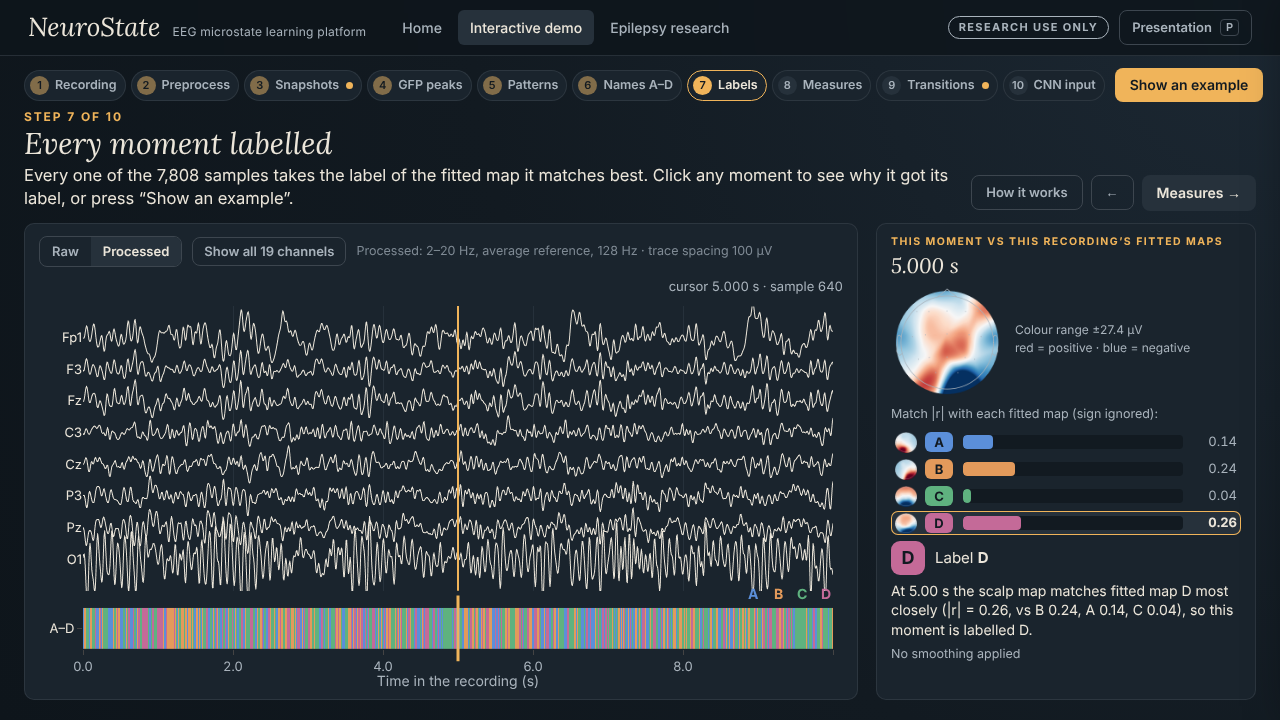 NeuroState EEG microstate learning platform Home Interactive demo Epilepsy research RESEARCH USE ONLY Presentation P
1 Recording 2 Preprocess 3 Snapshots 4 GFP peaks 5 Patterns 6 Names A–D 7 Labels 8 Measures 9 Transitions 10 CNN input Show an example
STEP 7 OF 10
Every moment labelled
Every one of the 7,808 samples takes the label of the fitted map it matches best. Click any moment to see why it got its
label, or press “Show an example”.
How it works ← Measures →
Raw Processed Show all 19 channels Processed: 2–20 Hz, average reference, 128 Hz · trace spacing 100 µV
cursor 5.000 s · sample 640
Fp1
F3
Fz
C3
Cz
P3
Pz
O1
A B C D
A–D
0.0 2.0 4.0 6.0 8.0
Time in the recording (s)
THIS MOMENT VS THIS RECORDING’S FITTED MAPS
5.000 s
Colour range ±27.4 µV
red = positive · blue = negative
Match |r| with each fitted map (sign ignored):
A 0.14
B 0.24
C 0.04
D 0.26
D Label D
At 5.00 s the scalp map matches fitted map D most
closely (|r| = 0.26, vs B 0.24, A 0.14, C 0.04), so this
moment is labelled D.
No smoothing applied